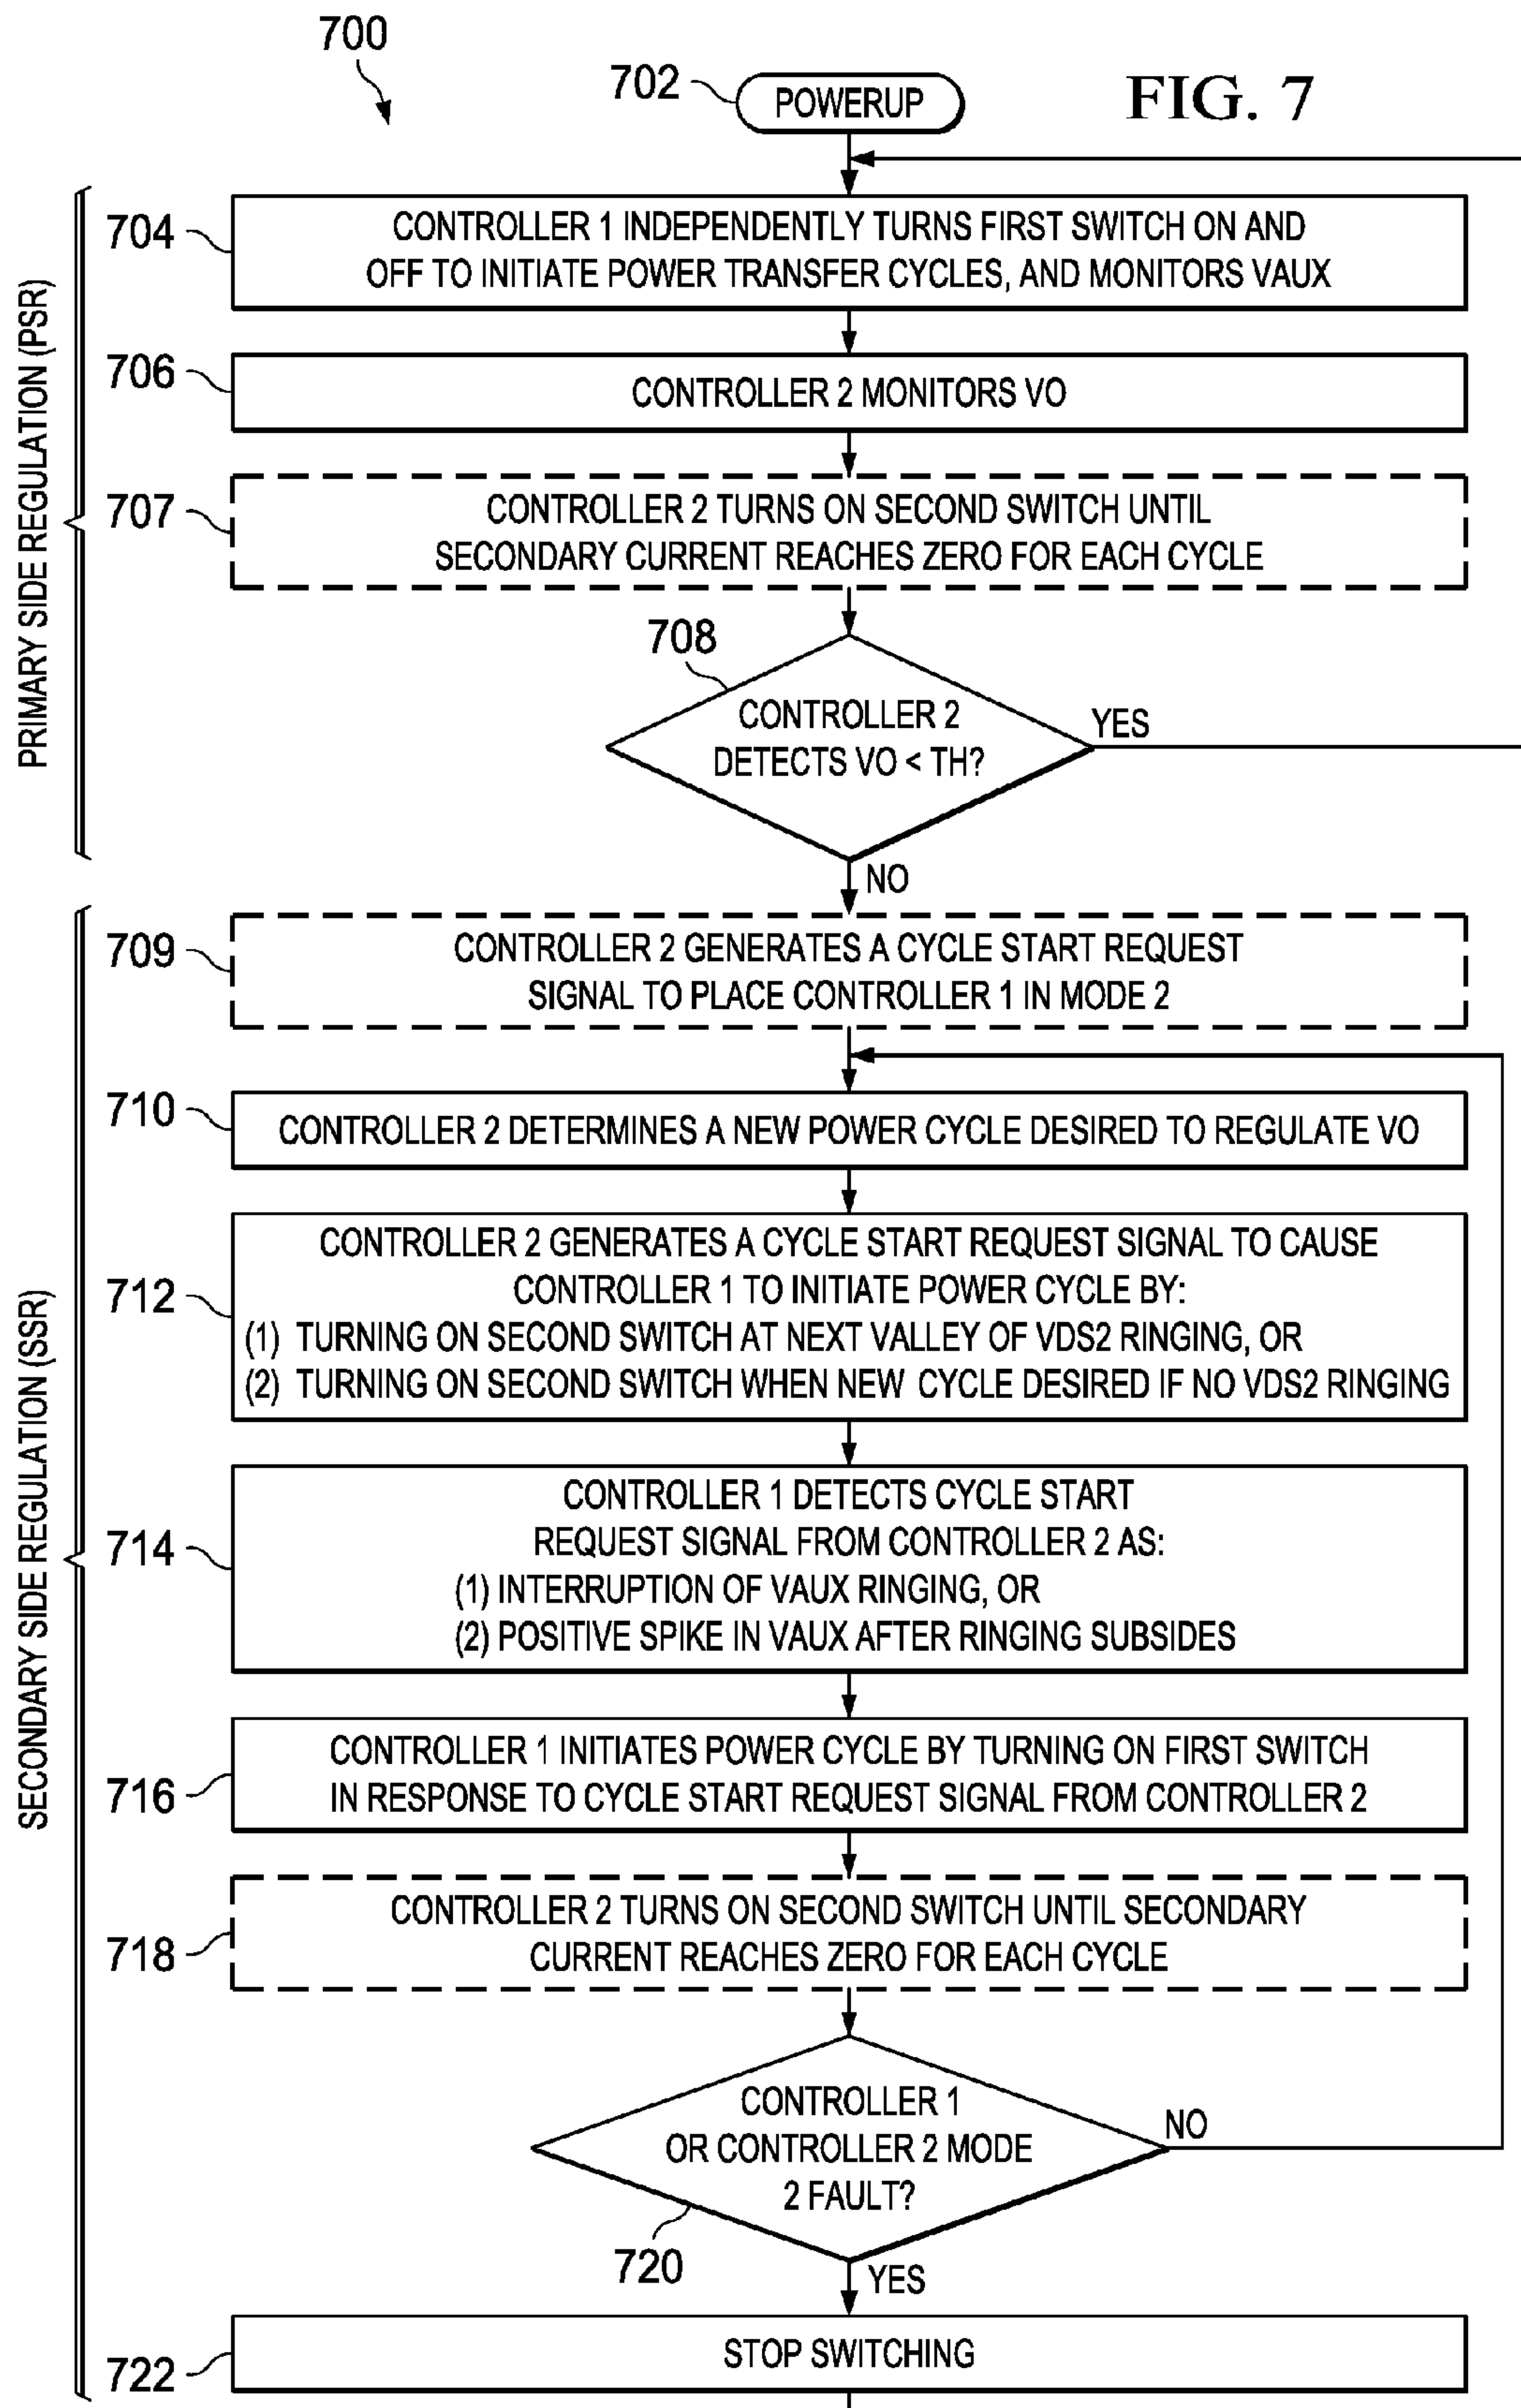 700
702
POWERUP
FIG. 7
PRIMARY SIDE REGULATION (PSR)
704
CONTROLLER 1 INDEPENDENTLY TURNS FIRST SWITCH ON AND
OFF TO INITIATE POWER TRANSFER CYCLES, AND MONITORS VAUX
706
CONTROLLER 2 MONITORS VO
707
CONTROLLER 2 TURNS ON SECOND SWITCH UNTIL
SECONDARY CURRENT REACHES ZERO FOR EACH CYCLE
708
CONTROLLER 2
DETECTS VO < TH?
YES
NO
SECONDARY SIDE REGULATION (SSR)
709
CONTROLLER 2 GENERATES A CYCLE START REQUEST
SIGNAL TO PLACE CONTROLLER 1 IN MODE 2
710
CONTROLLER 2 DETERMINES A NEW POWER CYCLE DESIRED TO REGULATE VO
712
CONTROLLER 2 GENERATES A CYCLE START REQUEST SIGNAL TO CAUSE
CONTROLLER 1 TO INITIATE POWER CYCLE BY:
(1) TURNING ON SECOND SWITCH AT NEXT VALLEY OF VDS2 RINGING, OR
(2) TURNING ON SECOND SWITCH WHEN NEW CYCLE DESIRED IF NO VDS2 RINGING
714
CONTROLLER 1 DETECTS CYCLE START
REQUEST SIGNAL FROM CONTROLLER 2 AS:
(1) INTERRUPTION OF VAUX RINGING, OR
(2) POSITIVE SPIKE IN VAUX AFTER RINGING SUBSIDES
716
CONTROLLER 1 INITIATES POWER CYCLE BY TURNING ON FIRST SWITCH
IN RESPONSE TO CYCLE START REQUEST SIGNAL FROM CONTROLLER 2
718
CONTROLLER 2 TURNS ON SECOND SWITCH UNTIL SECONDARY
CURRENT REACHES ZERO FOR EACH CYCLE
CONTROLLER 1
OR CONTROLLER 2 MODE
2 FAULT?
NO
720
YES
722
STOP SWITCHING